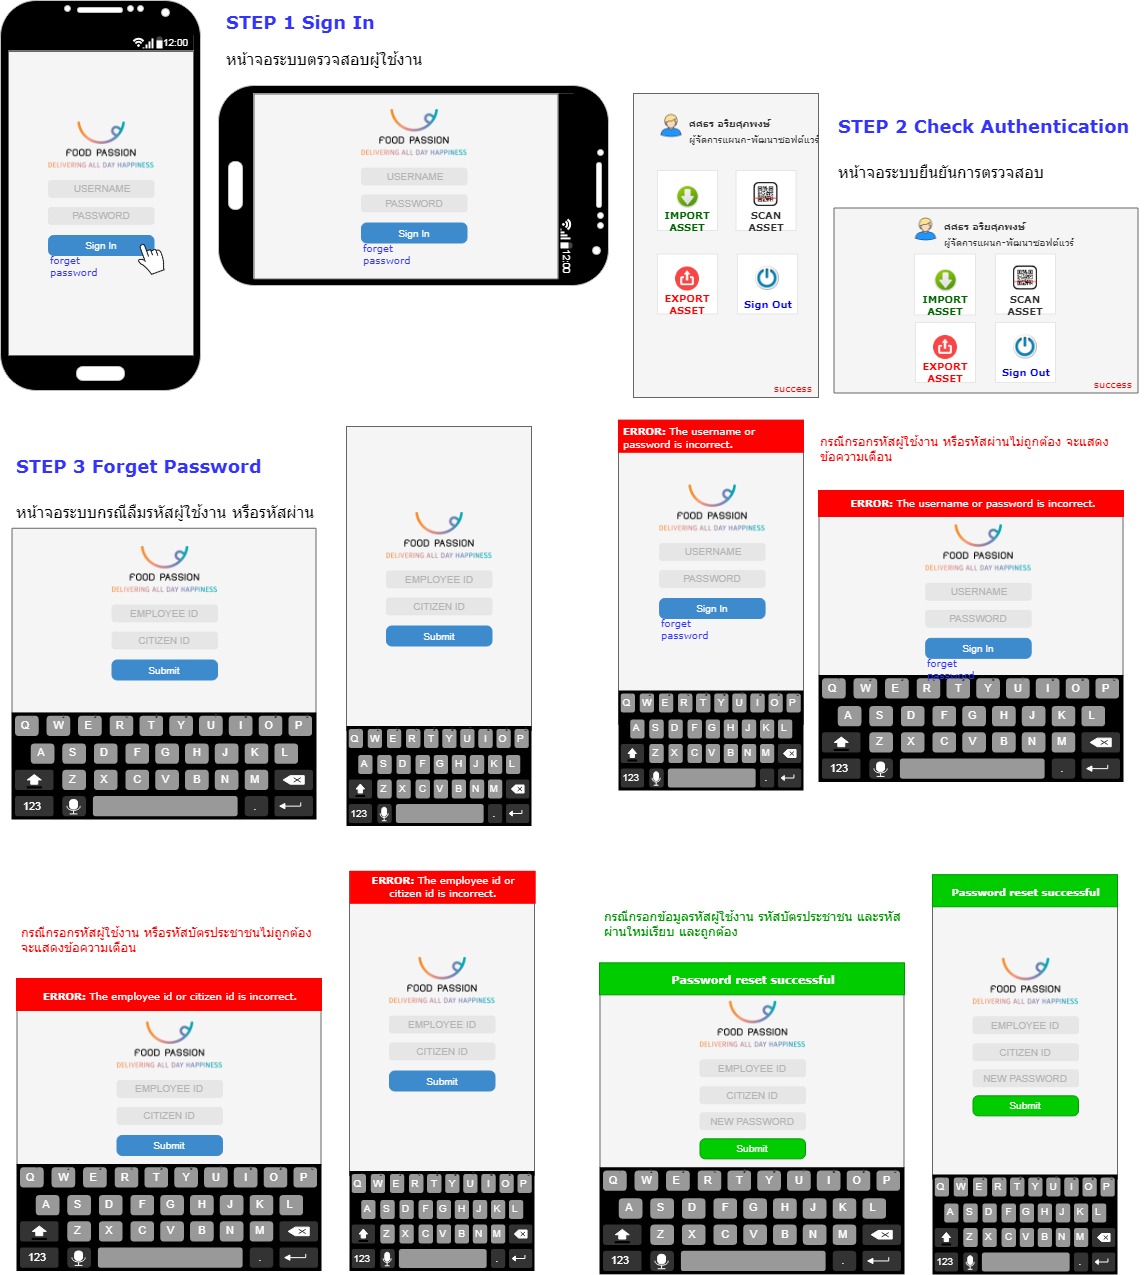 STEP 1 Sign In
หน้าจอระบบตรวจสอบผู้ใช้งาน
12:00
FOOD PASSION
DELIVERING ALL DAY HAPPINESS
USERNAME
PASSWORD
Sign In
forget
password
FOOD PASSION
DELIVERING ALL DAY HAPPINESS
USERNAME
PASSWORD
Sign In
forget
password
12:00
ศศธร อริยศุภพงษ์
ผู้จัดการแผนก-พัฒนาซอฟต์แวร์
IMPORT
ASSET
SCAN
ASSET
EXPORT
ASSET
Sign Out
success
STEP 2 Check Authentication
หน้าจอระบบยืนยันการตรวจสอบ
ศศธร อริยศุภพงษ์
ผู้จัดการแผนก-พัฒนาซอฟต์แวร์
IMPORT
ASSET
SCAN
ASSET
EXPORT
ASSET
Sign Out
success
STEP 3 Forget Password
หน้าจอระบบกรณีลืมรหัสผู้ใช้งาน หรือรหัสผ่าน
FOOD PASSION
DELIVERING ALL DAY HAPPINESS
EMPLOYEE ID
CITIZEN ID
Submit
Q W E R T Y U I O P
A S D F G H J K L
Z X C V B N M
123 .
FOOD PASSION
DELIVERING ALL DAY HAPPINESS
EMPLOYEE ID
CITIZEN ID
Submit
Q W E R T Y U I O P
A S D F G H J K L
Z X C V B N M
123 .
ERROR: The username or
password is incorrect.
FOOD PASSION
DELIVERING ALL DAY HAPPINESS
USERNAME
PASSWORD
Sign In
forget
password
Q W E R T Y U I O P
A S D F G H J K L
Z X C V B N M
123 .
กรณีกรอกรหัสผู้ใช้งาน หรือรหัสผ่านไม่ถูกต้อง จะแสดง
ข้อความเตือน
ERROR: The username or password is incorrect.
FOOD PASSION
DELIVERING ALL DAY HAPPINESS
USERNAME
PASSWORD
Sign In
forget
password
Q W E R T Y U I O P
A S D F G H J K L
Z X C V B N M
123 .
กรณีกรอกรหัสผู้ใช้งาน หรือรหัสบัตรประชาชนไม่ถูกต้อง
จะแสดงข้อความเตือน
ERROR: The employee id or citizen id is incorrect.
FOOD PASSION
DELIVERING ALL DAY HAPPINESS
EMPLOYEE ID
CITIZEN ID
Submit
Q W E R T Y U I O P
A S D F G H J K L
Z X C V B N M
123 .
ERROR: The employee id or
citizen id is incorrect.
FOOD PASSION
DELIVERING ALL DAY HAPPINESS
EMPLOYEE ID
CITIZEN ID
Submit
Q W E R T Y U I O P
A S D F G H J K L
Z X C V B N M
123 .
กรณีกรอกข้อมูลรหัสผู้ใช้งาน รหัสบัตรประชาชน และรหัส
ผ่านใหม่เรียบ และถูกต้อง
Password reset successful
FOOD PASSION
DELIVERING ALL DAY HAPPINESS
EMPLOYEE ID
CITIZEN ID
NEW PASSWORD
Submit
Q W E R T Y U I O P
A S D F G H J K L
Z X C V B N M
123 .
Password reset successful
FOOD PASSION
DELIVERING ALL DAY HAPPINESS
EMPLOYEE ID
CITIZEN ID
NEW PASSWORD
Submit
Q W E R T Y U I O P
A S D F G H J K L
Z X C V B N M
123 .